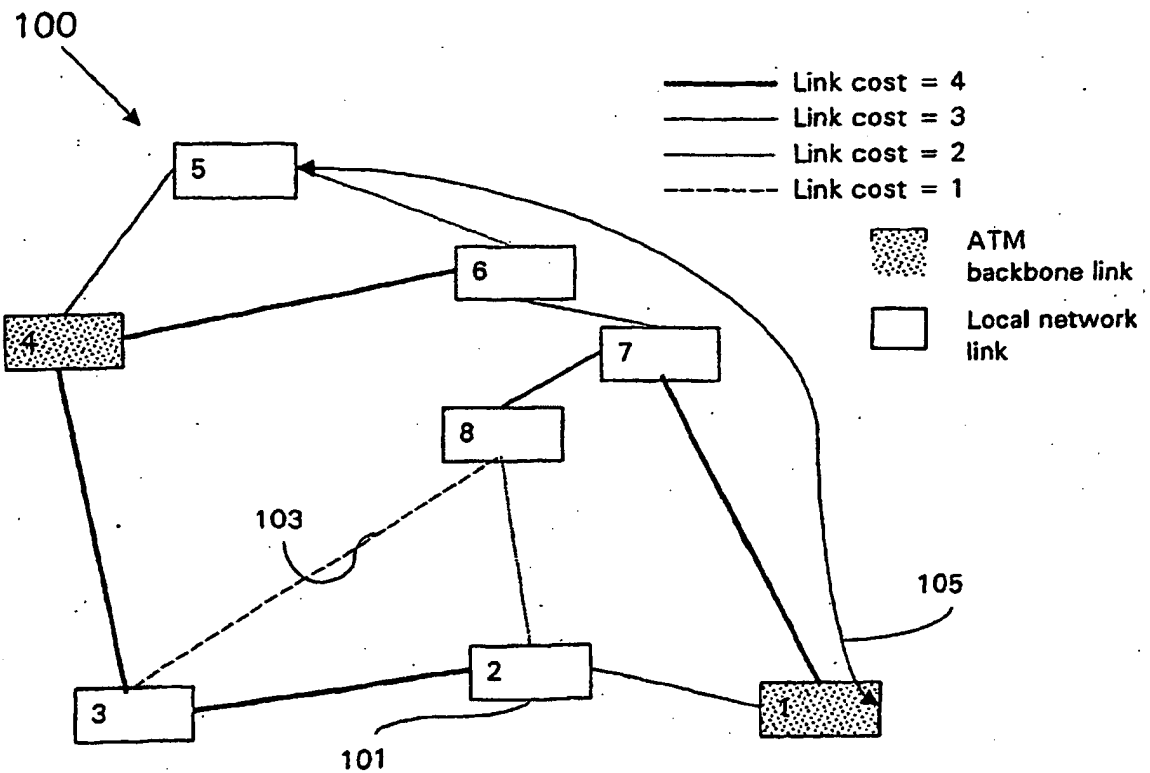 100
Link cost = 4
Link cost = 3
Link cost = 2
Link cost = 1
5
ATM
backbone link
6
4
Local network
link
7
8
103
105
2
3
1
101